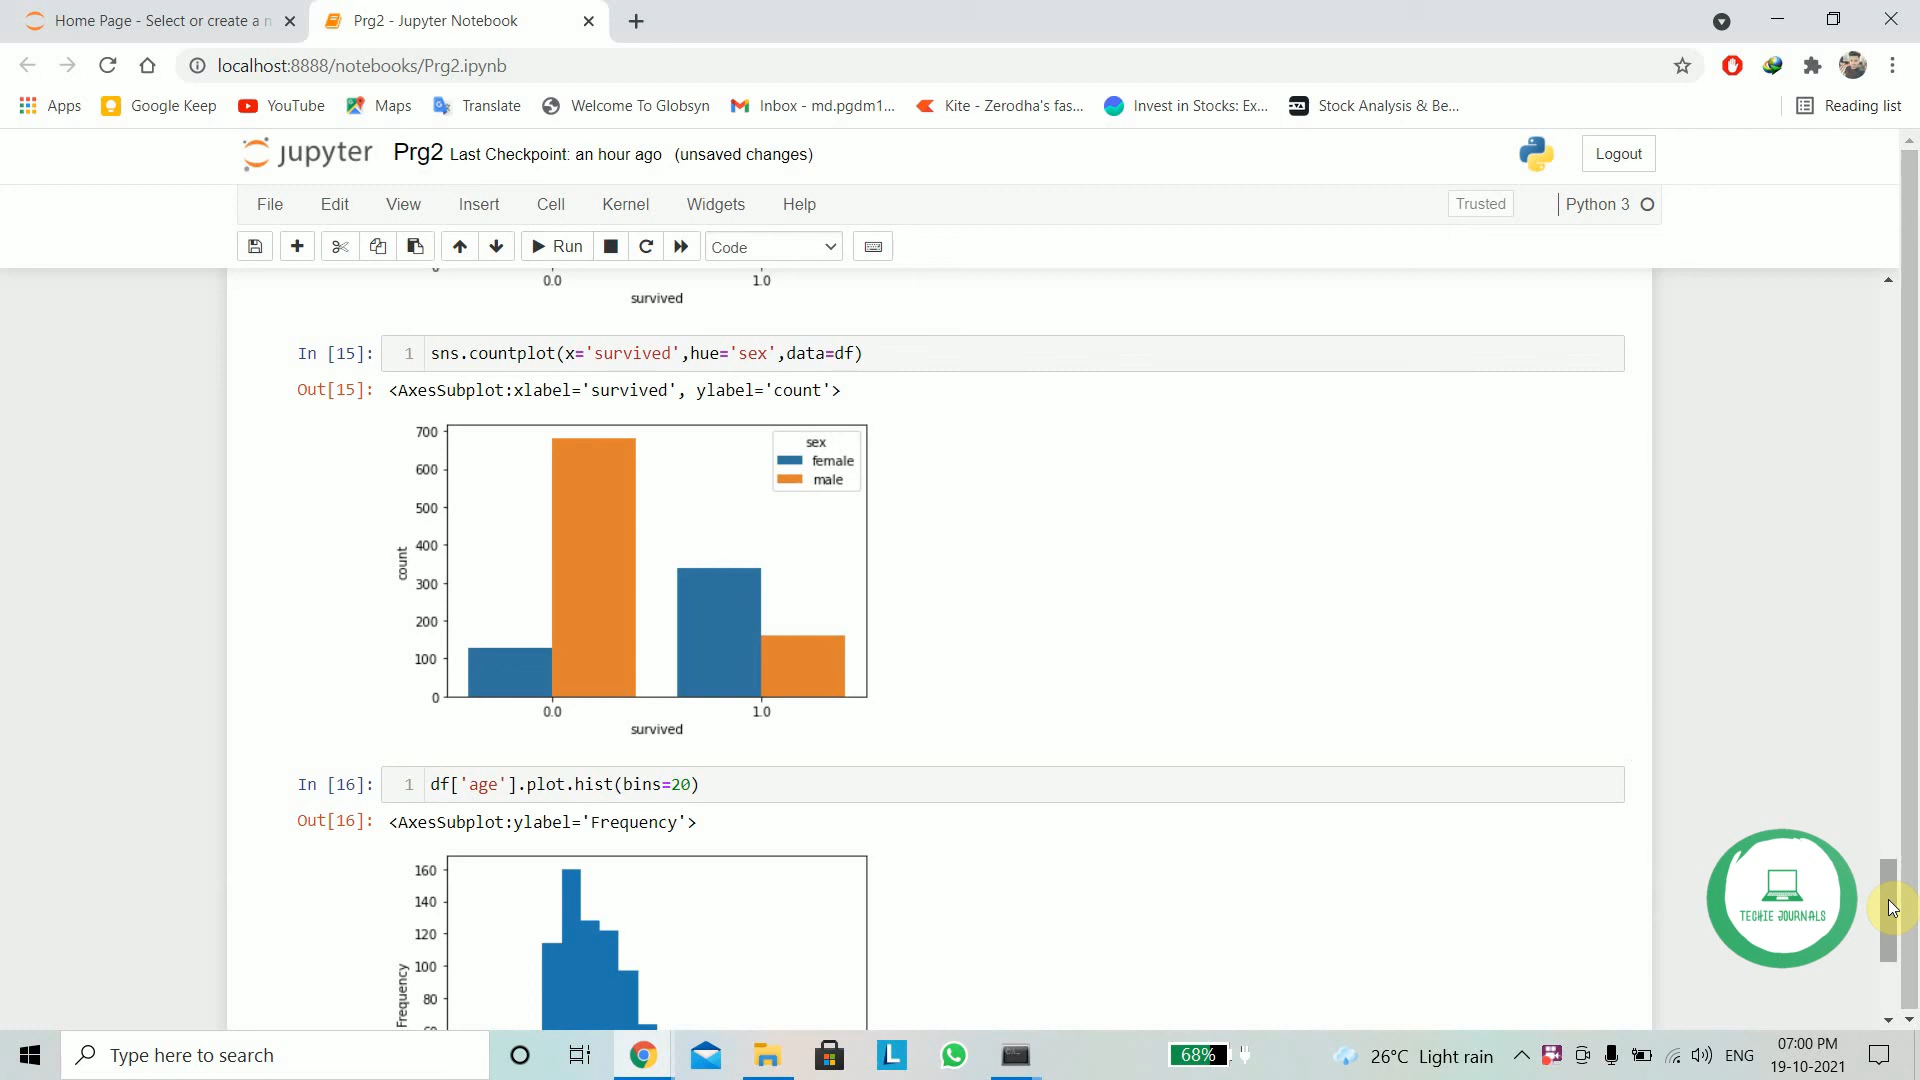 Home Page - Select or create a n
Prg2 - Jupyter Notebook
localhost:8888/notebooks/Prg2.ipynb
Apps
Google Keep
YouTube
Maps
Translate
Welcome To Globsyn
Inbox - md.pgdm1...
Kite - Zerodha's fas...
Invest in Stocks: Ex...
Stock Analysis & Be...
Reading list
jupyter Prg2 Last Checkpoint: an hour ago (unsaved changes)
Logout
File Edit View Insert Cell Kernel Widgets Help
Trusted
Python 3
Run
Code
0.0 1.0
survived
In [15]: 1 sns.countplot(x='survived',hue='sex',data=df)
Out[15]: <AxesSubplot:xlabel='survived', ylabel='count'>
700
600
500
400
300
200
100
0
count
sex
female
male
0.0 1.0
survived
In [16]: 1 df['age'].plot.hist(bins=20)
Out[16]: <AxesSubplot:ylabel='Frequency'>
160
140
120
100
80
Frequency
TECHIE JOURNALS
Type here to search
L
68%
26°C Light rain
ENG
07:00 PM
19-10-2021